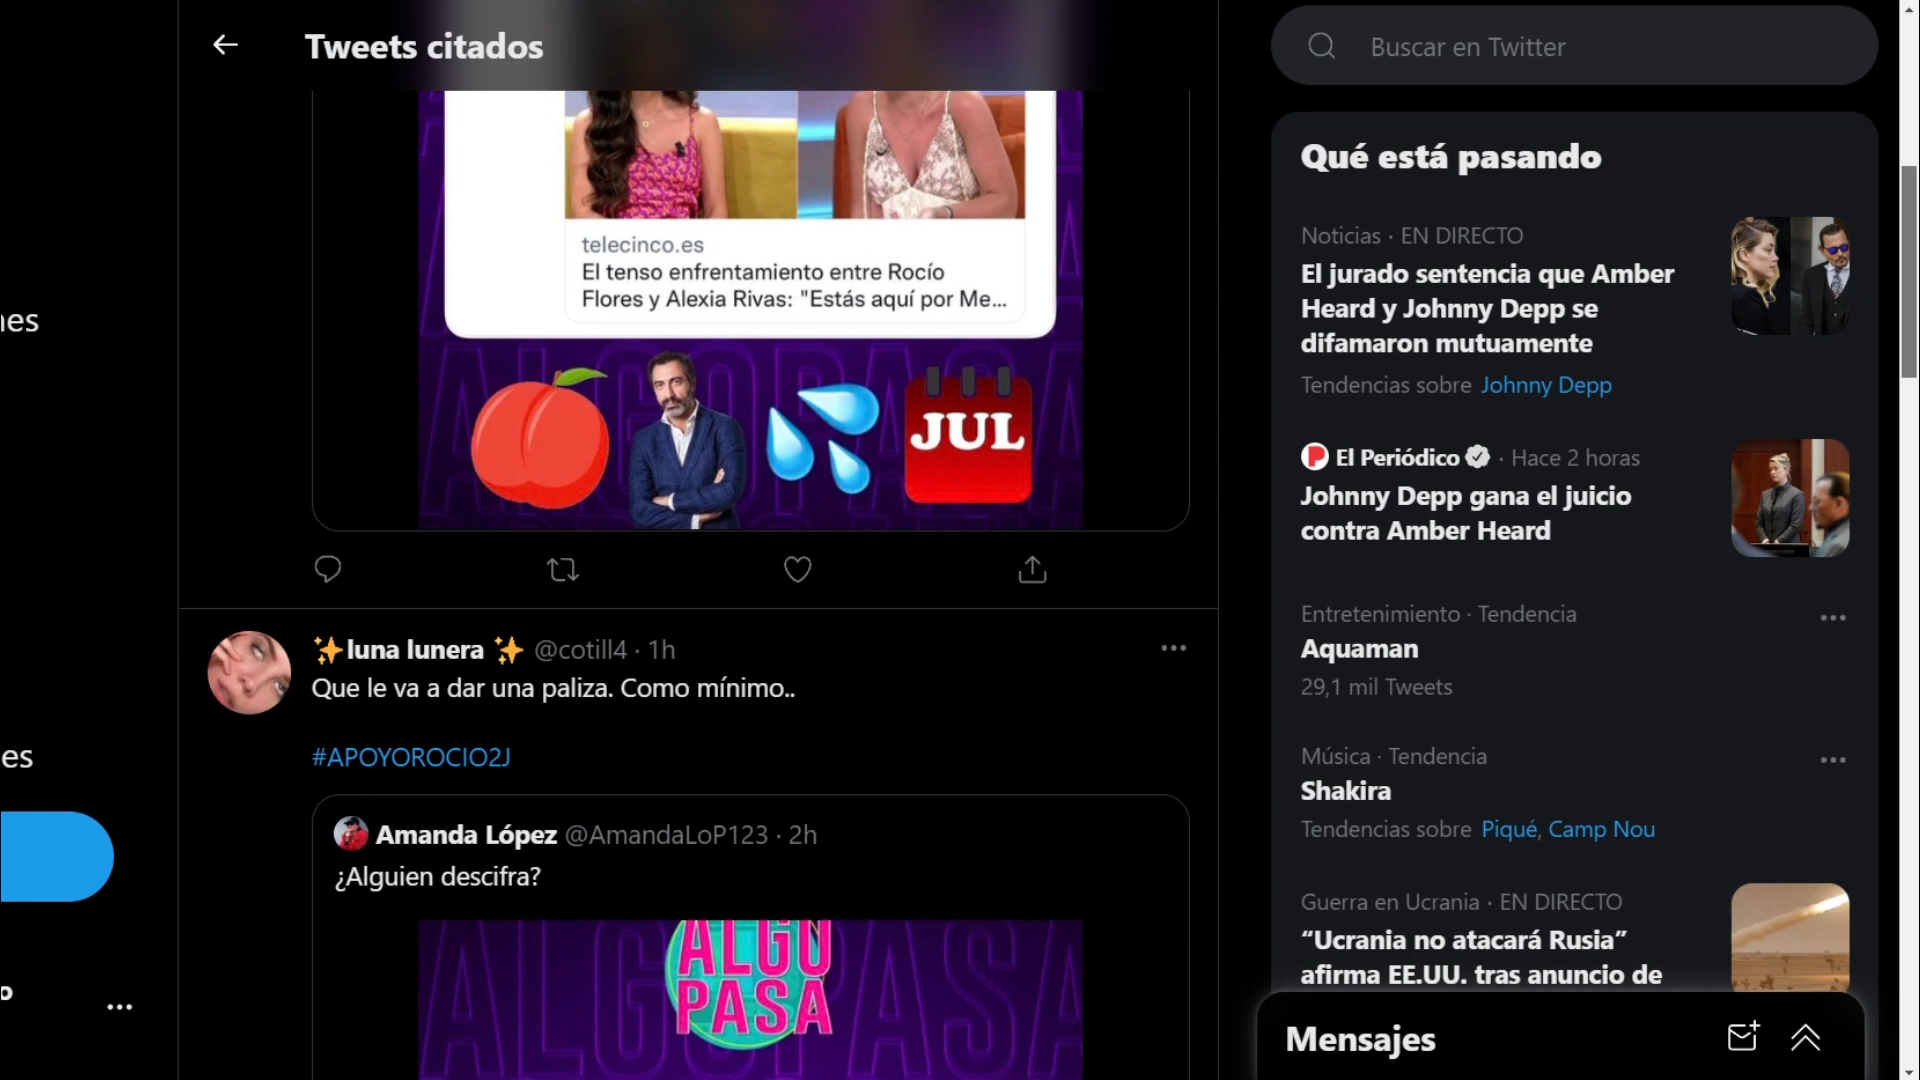 Tweets citados
Buscar en Twitter
telecinco.es
El tenso enfrentamiento entre Rocío
Flores y Alexia Rivas: "Estás aquí por Me...
JUL
✨luna lunera ✨ @cotill4 · 1h
Que le va a dar una paliza. Como mínimo..
#APOYOROCIO2J
Amanda López @AmandaLoP123 · 2h
¿Alguien descifra?
ALGO
PASA
Qué está pasando
Noticias · EN DIRECTO
El jurado sentencia que Amber
Heard y Johnny Depp se
difamaron mutuamente
Tendencias sobre Johnny Depp
El Periódico · Hace 2 horas
Johnny Depp gana el juicio
contra Amber Heard
Entretenimiento · Tendencia
Aquaman
29,1 mil Tweets
Música · Tendencia
Shakira
Tendencias sobre Piqué, Camp Nou
Guerra en Ucrania · EN DIRECTO
“Ucrania no atacará Rusia”
afirma EE.UU. tras anuncio de
Mensajes